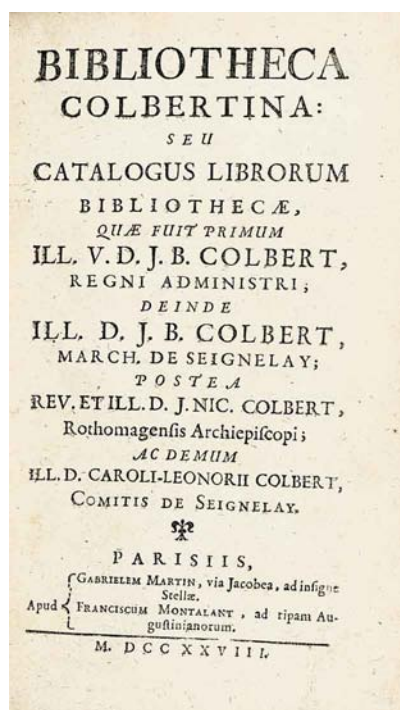 BIBLIOTHECA
COLBERTINA:
SEU
CATALOGUS LIBRORUM
BIBLIOTHECÆ,
QUÆ FUIT PRIMUM
ILL. V. D. J. B. COLBERT,
REGNI ADMINISTRI;
DEINDE
ILL. D. J. B. COLBERT,
MARCH. DE SEIGNELAY;
POSTEA
REV. ET ILL. D. J. NIC. COLBERT,
Rothomagensis Archiepiscopi;
AC DEMUM
ILL. D. CAROLI-LEONORII COLBERT,
COMITIS DE SEIGNELAY.
PARISIIS,
GABRIELEM MARTIN, via Jacobea, ad insigne
Stellæ.
Apud
FRANCISCUM MONTALANT, ad ripam Au-
gustinianorum.
M. DCC XXVIII.